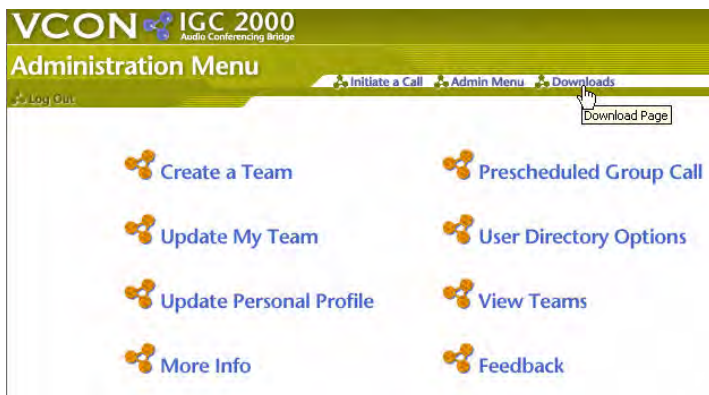 VCON IGC 2000
Audio Conferencing Bridge
Administration Menu
Initiate a Call Admin Menu Downloads
Log Out
Download Page
Create a Team Prescheduled Group Call
Update My Team User Directory Options
Update Personal Profile View Teams
More Info Feedback